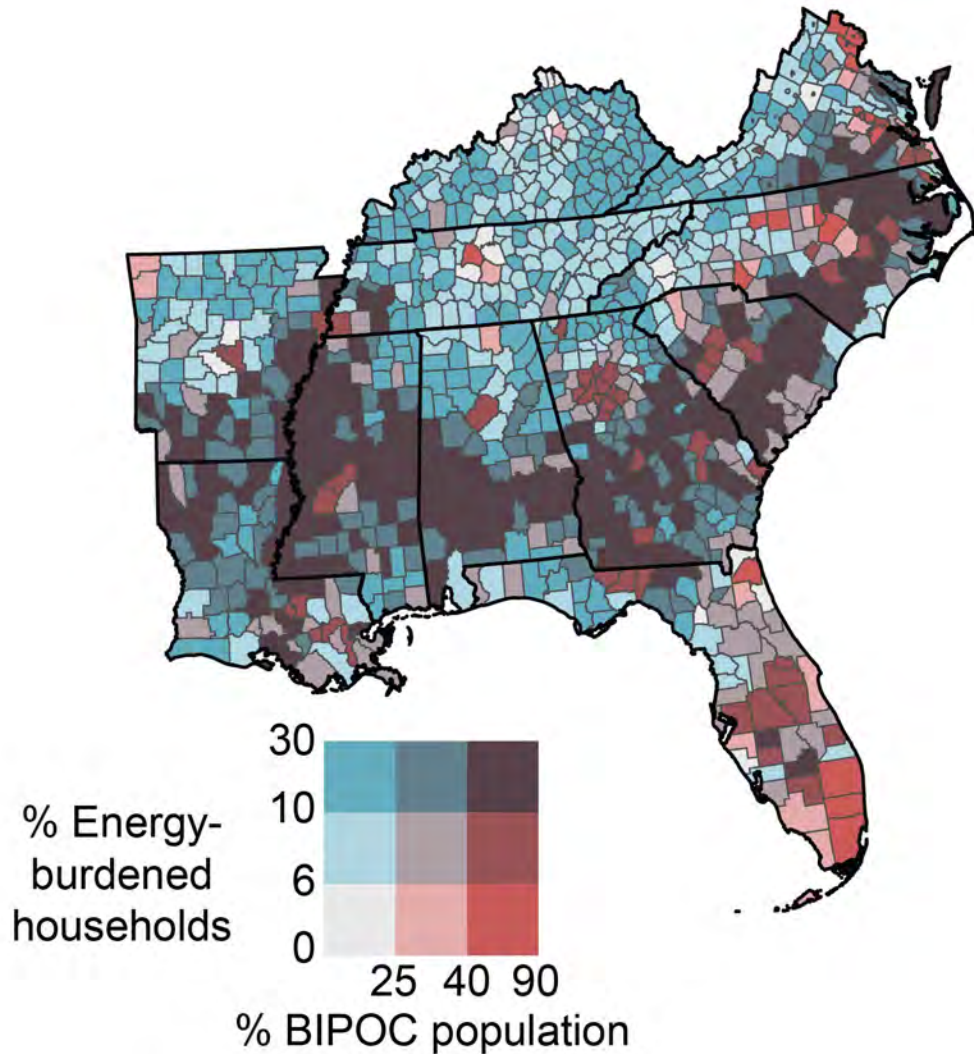 30
10
% Energy-
burdened
6
households
0
25 40 90
% BIPOC population